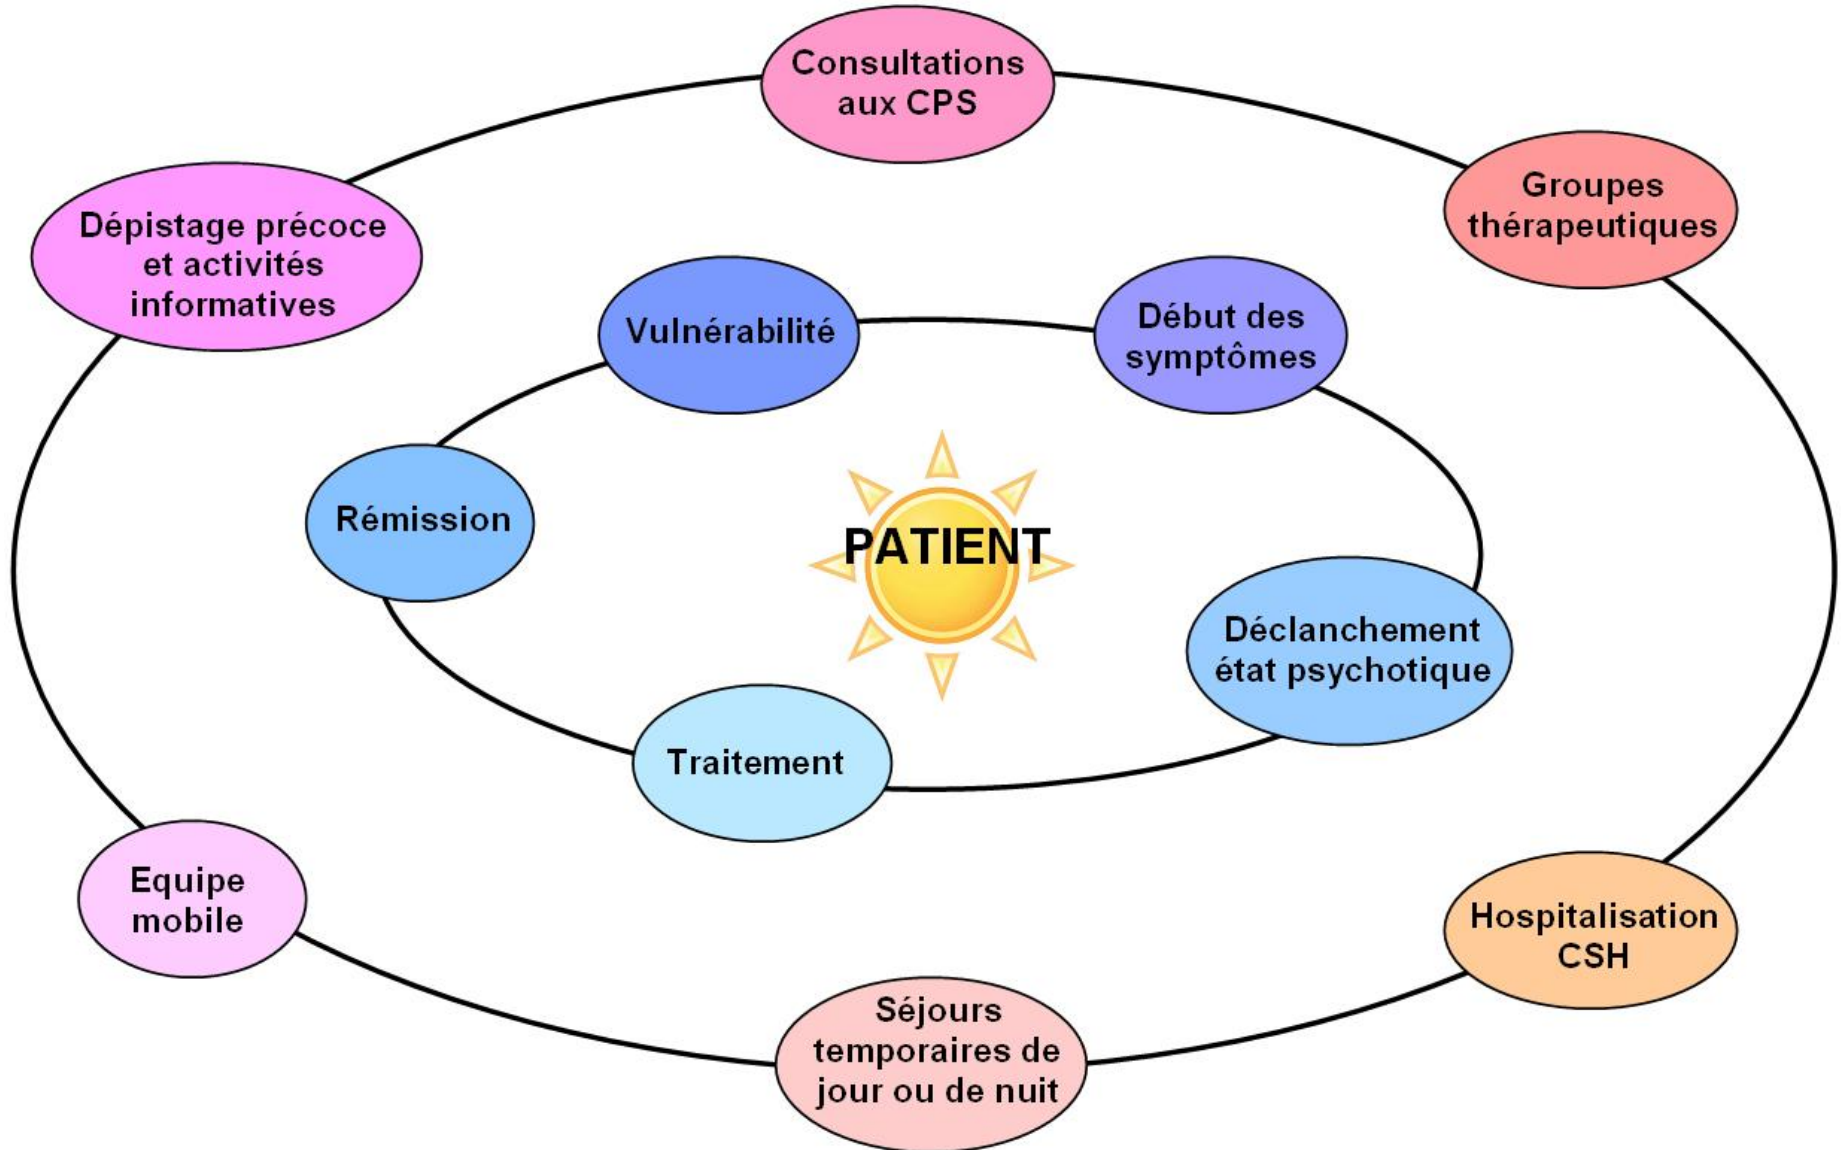 Consultations
aux CPS
Groupes
thérapeutiques
Dépistage précoce
et activités
informatives
Vulnérabilité
Début des
symptômes
Rémission
PATIENT
Déclanchement
état psychotique
Traitement
Equipe
mobile
Hospitalisation
CSH
Séjours
temporaires de
jour ou de nuit